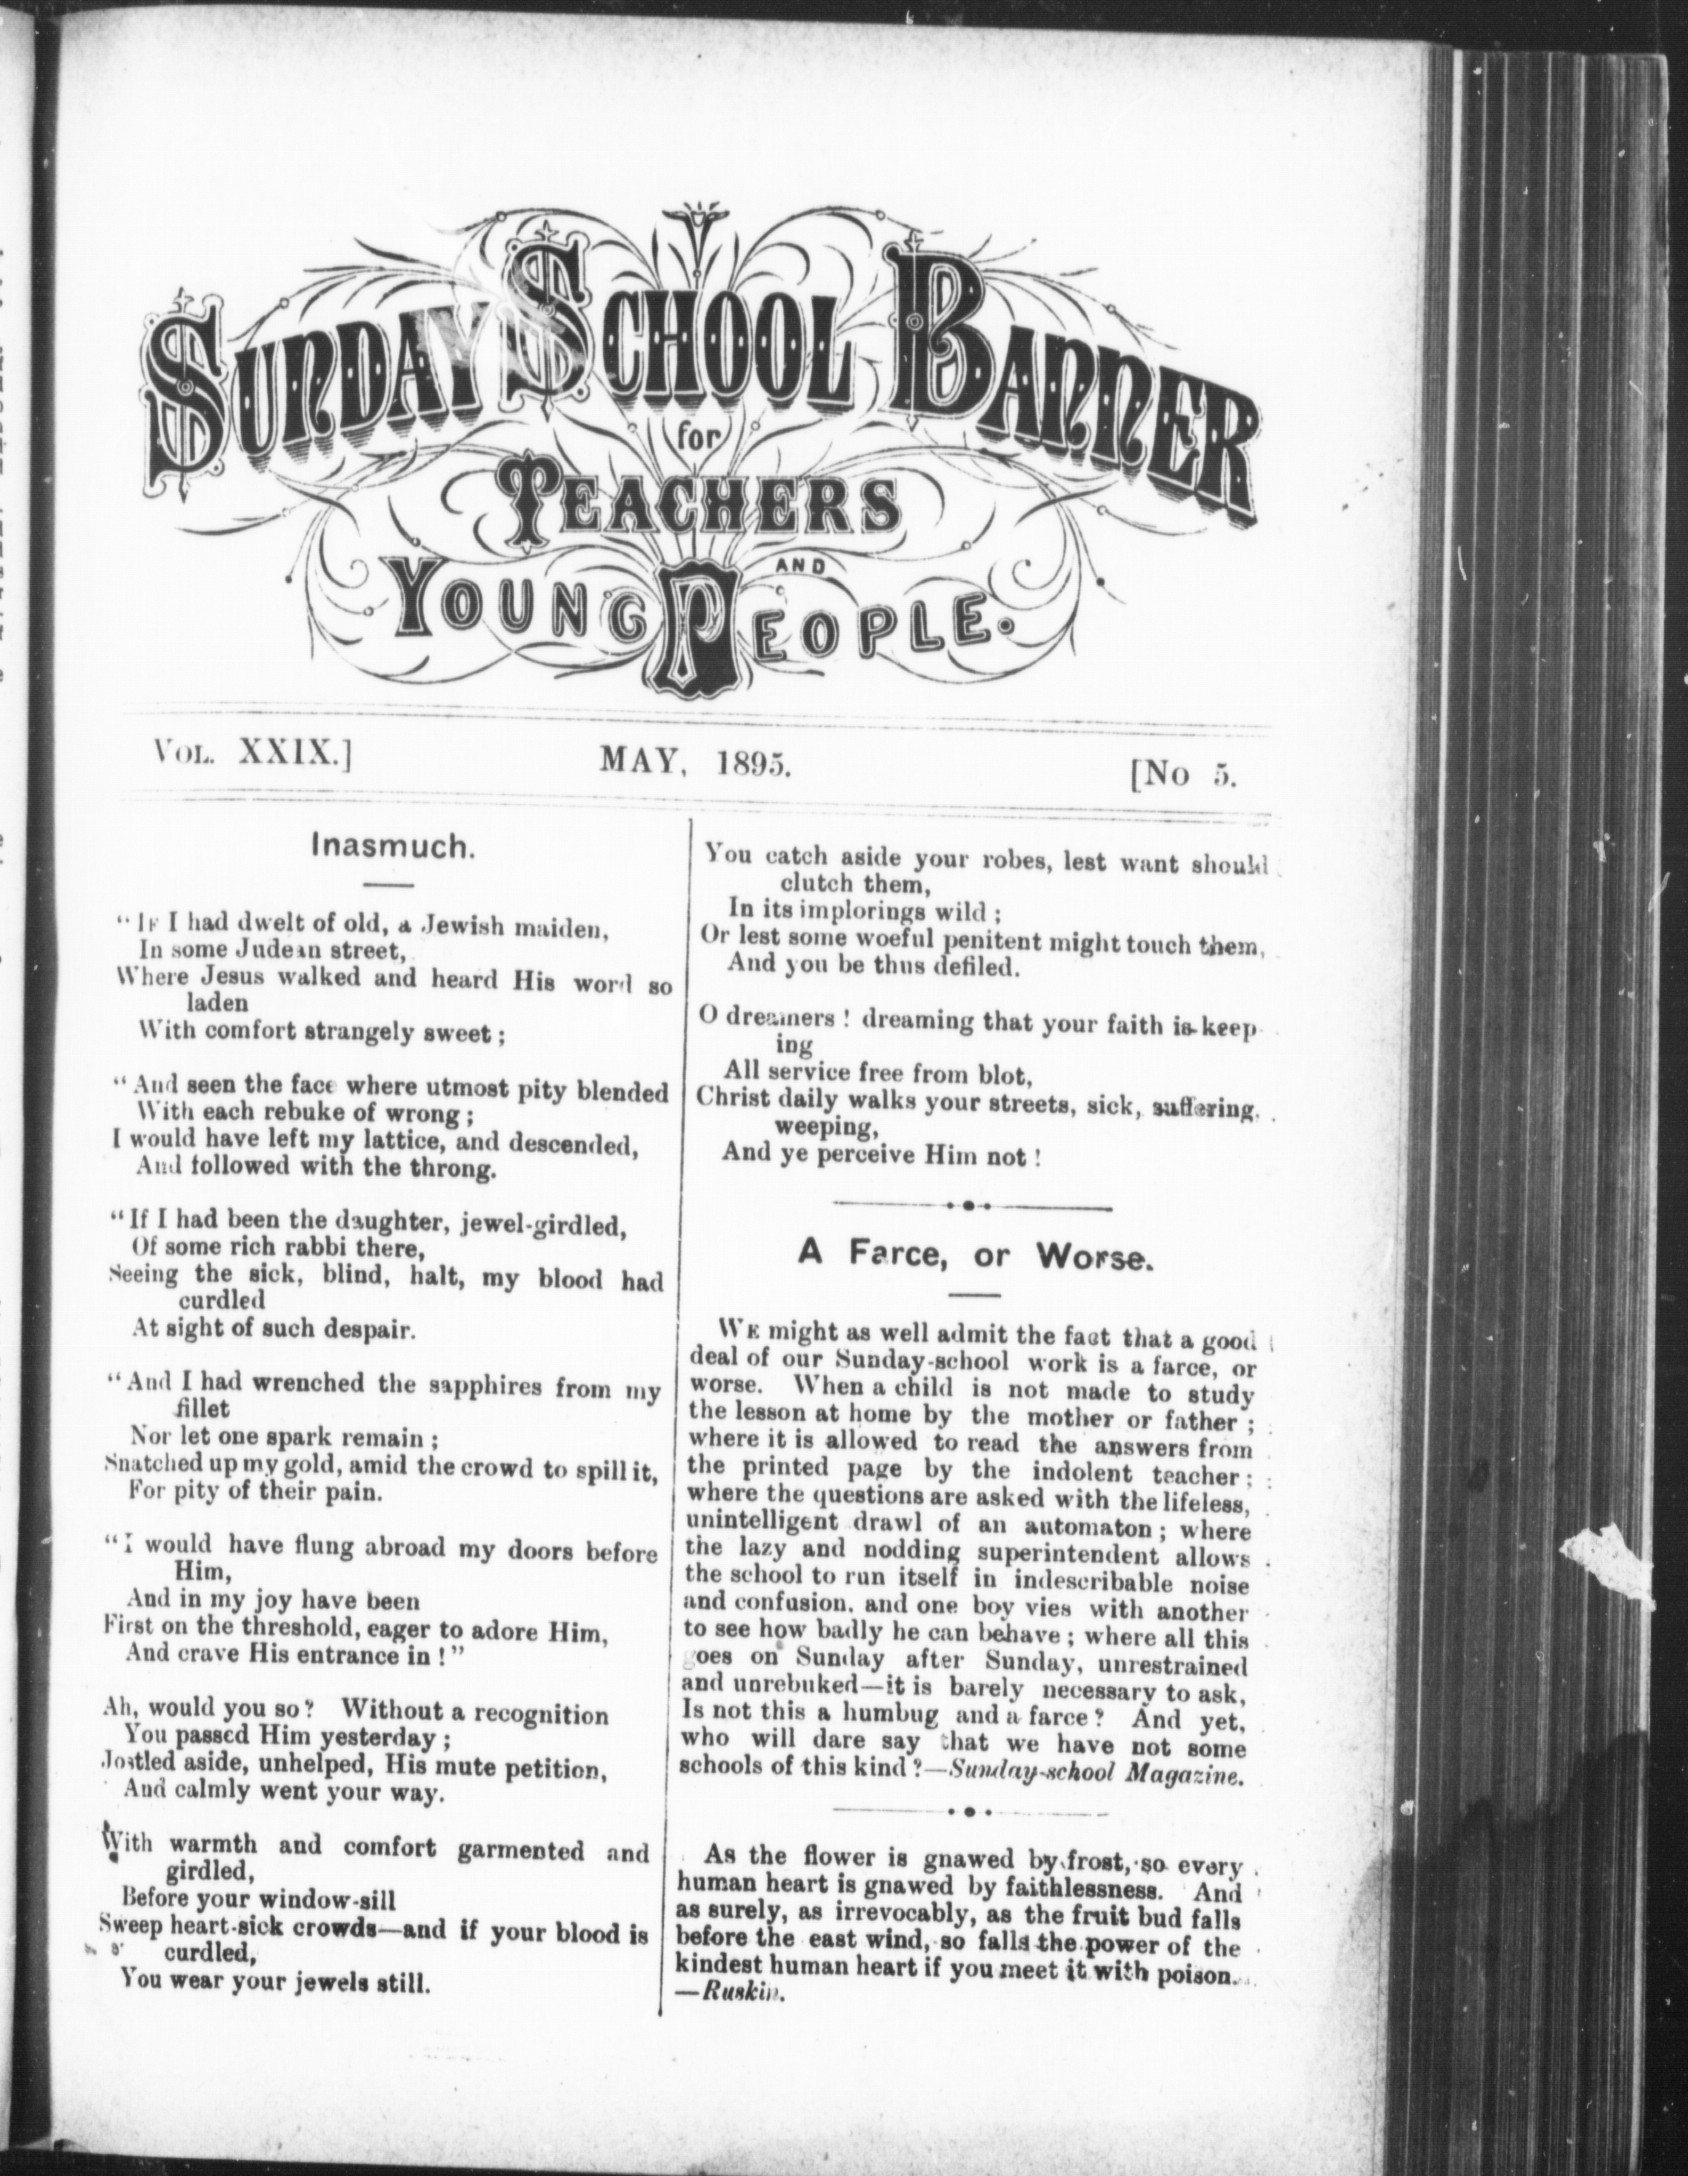 SUNDAY SCHOOL BANNER
for
TEACHERS
AND
YOUNG PEOPLE.
VOL. XXIX.] MAY, 1895. [No 5.
Inasmuch.
"IF I had dwelt of old, a Jewish maiden,
In some Judean street,
Where Jesus walked and heard His word so
laden
With comfort strangely sweet;
"And seen the face where utmost pity blended
With each rebuke of wrong;
I would have left my lattice, and descended,
And followed with the throng.
"If I had been the daughter, jewel-girdled,
Of some rich rabbi there,
Seeing the sick, blind, halt, my blood had
curdled
At sight of such despair.
"And I had wrenched the sapphires from my
fillet
Nor let one spark remain;
Snatched up my gold, amid the crowd to spill it,
For pity of their pain.
"I would have flung abroad my doors before
Him,
And in my joy have been
First on the threshold, eager to adore Him,
And crave His entrance in!"
Ah, would you so? Without a recognition
You passed Him yesterday;
Jostled aside, unhelped, His mute petition,
And calmly went your way.
With warmth and comfort garmented and
girdled,
Before your window-sill
Sweep heart-sick crowds—and if your blood is
curdled,
You wear your jewels still.
You catch aside your robes, lest want should
clutch them,
In its implorings wild;
Or lest some woeful penitent might touch them,
And you be thus defiled.
O dreamers! dreaming that your faith is keep
ing
All service free from blot,
Christ daily walks your streets, sick, suffering,
weeping,
And ye perceive Him not!
A Farce, or Worse.
WE might as well admit the fact that a good
deal of our Sunday-school work is a farce, or
worse. When a child is not made to study
the lesson at home by the mother or father;
where it is allowed to read the answers from
the printed page by the indolent teacher;
where the questions are asked with the lifeless,
unintelligent drawl of an automaton; where
the lazy and nodding superintendent allows
the school to run itself in indescribable noise
and confusion, and one boy vies with another
to see how badly he can behave; where all this
goes on Sunday after Sunday, unrestrained
and unrebuked—it is barely necessary to ask,
Is not this a humbug and a farce? And yet,
who will dare say that we have not some
schools of this kind?—Sunday-school Magazine.
As the flower is gnawed by frost, so every
human heart is gnawed by faithlessness. And
as surely, as irrevocably, as the fruit bud falls
before the east wind, so falls the power of the
kindest human heart if you meet it with poison.
—Ruskin.